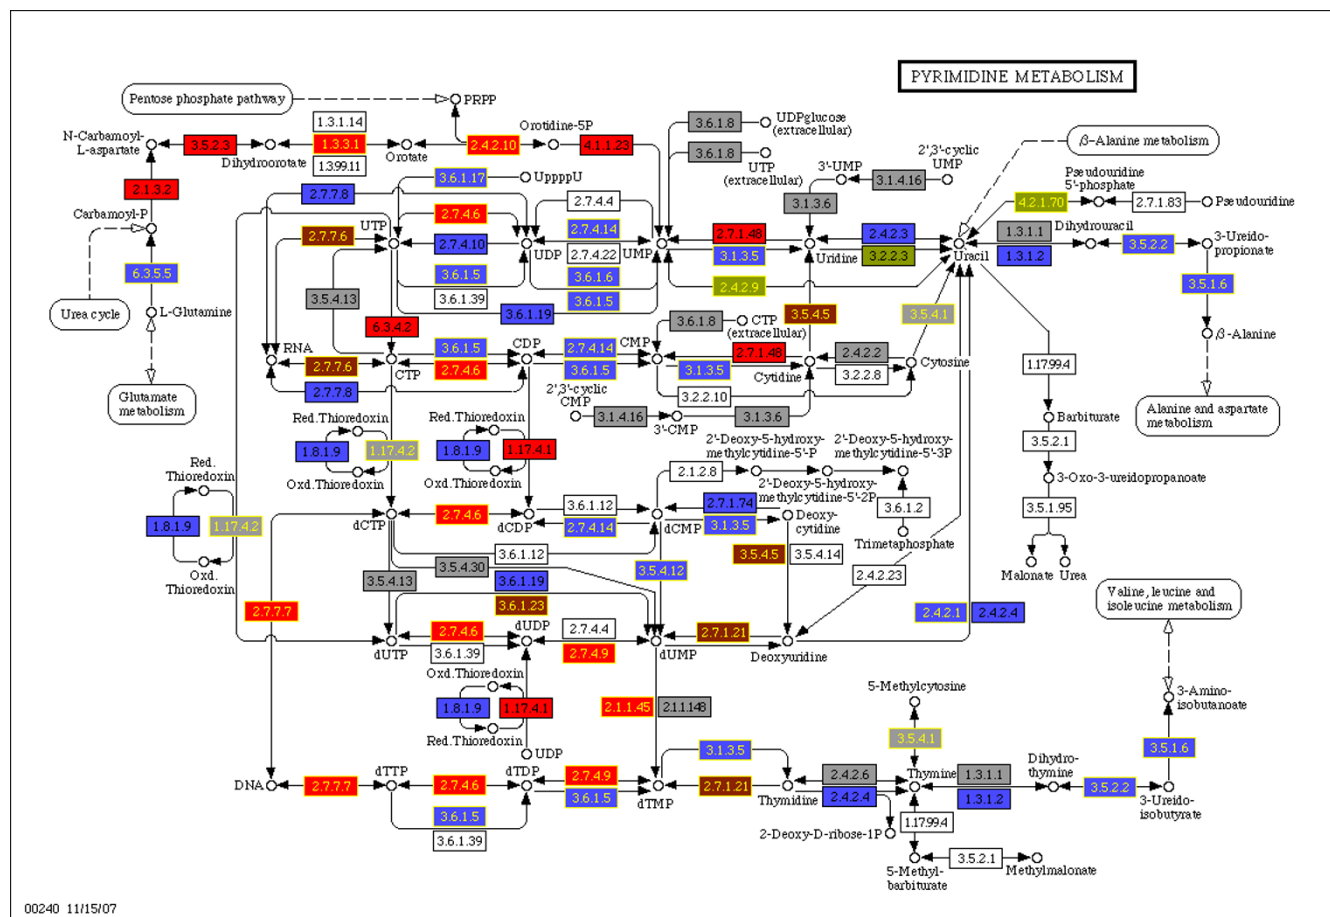 PYRIMIDINE METABOLISM
Pentose phosphate pathway
PRPP
UDPglucose
(extracellular)
3.6.1.8
N-Carbamoyl-
L-aspartate
3.5.2.3
1.3.1.14
1.3.3.1
1.3.99.11
Dihydroorotate
Orotate
2.4.2.10
Orotidine-5P
4.1.1.23
3.6.1.8
UTP
(extracellular)
3'-UMP
2',3'-cyclic
UMP
3.1.4.16
3.1.3.6
β-Alanine metabolism
Pseudouridine
5'-phosphate
4.2.1.70
2.7.1.83
Pseudouridine
2.1.3.2
Carbamoyl-P
Urea cycle
6.3.5.5
L-Glutamine
Glutamate
metabolism
2.7.7.8
3.6.1.17
UppppU
2.7.7.6
UTP
2.7.4.6
2.7.4.10
3.6.1.5
3.6.1.39
UDP
2.7.4.4
2.7.4.14
2.7.4.22
3.6.1.6
3.6.1.5
UMP
3.6.1.19
2.7.1.48
3.1.3.5
2.4.2.9
Uridine
2.4.2.3
3.2.2.3
Uracil
1.3.1.1
1.3.1.2
Dihydrouracil
3.5.2.2
3-Ureido-
propionate
3.5.1.6
β-Alanine
Alanine and aspartate
metabolism
3.5.4.13
6.3.4.2
3.6.1.8
CTP
(extracellular)
3.5.4.5
3.5.4.1
RNA
2.7.7.6
CTP
3.6.1.5
2.7.4.6
CDP
2.7.4.14
3.6.1.5
CMP
2.7.1.48
3.1.3.5
Cytidine
2.4.2.2
3.2.2.8
Cytosine
3.2.2.10
2.7.7.8
2',3'-cyclic
CMP
3.1.4.16
3'-CMP
3.1.3.6
1.17.99.4
Barbiturate
3.5.2.1
3-Oxo-3-ureidopropanoate
3.5.1.95
Malonate
Urea
Red.Thioredoxin
1.8.1.9
1.17.4.2
Oxd.Thioredoxin
Red.Thioredoxin
1.8.1.9
1.17.4.1
Oxd.Thioredoxin
2'-Deoxy-5-hydroxy-
methylcytidine-5'-P
2'-Deoxy-5-hydroxy-
methylcytidine-5'-3P
2.1.2.8
2'-Deoxy-5-hydroxy-
methylcytidine-5'-2P
3.6.1.2
Trimetaphosphate
Red.
Thioredoxin
1.8.1.9
1.17.4.2
Oxd.
Thioredoxin
dCTP
2.7.4.6
dCDP
3.6.1.12
2.7.4.14
dCMP
2.7.1.74
3.1.3.5
Deoxy-
cytidine
3.6.1.12
3.5.4.5
3.5.4.14
3.5.4.13
3.5.4.30
3.6.1.19
3.5.4.12
3.6.1.23
2.4.2.23
2.4.2.1
2.4.2.4
2.7.7.7
dUTP
2.7.4.6
3.6.1.39
dUDP
2.7.4.4
2.7.4.9
dUMP
2.7.1.21
Deoxyuridine
Valine, leucine and
isoleucine metabolism
Oxd.Thioredoxin
1.8.1.9
1.17.4.1
Red.Thioredoxin
UDP
2.1.1.45
2.1.1.148
5-Methylcytosine
3.5.4.1
3-Amino-
isobutanoate
3.5.1.6
DNA
2.7.7.7
dTTP
2.7.4.6
3.6.1.5
3.6.1.39
dTDP
2.7.4.9
3.6.1.5
dTMP
3.1.3.5
2.7.1.21
Thymidine
2.4.2.6
2.4.2.4
2-Deoxy-D-ribose-1P
Thymine
1.3.1.1
1.3.1.2
Dihydro-
thymine
3.5.2.2
3-Ureido-
isobutyrate
1.17.99.4
5-Methyl-
barbiturate
3.5.2.1
Methylmalonate
00240 11/15/07